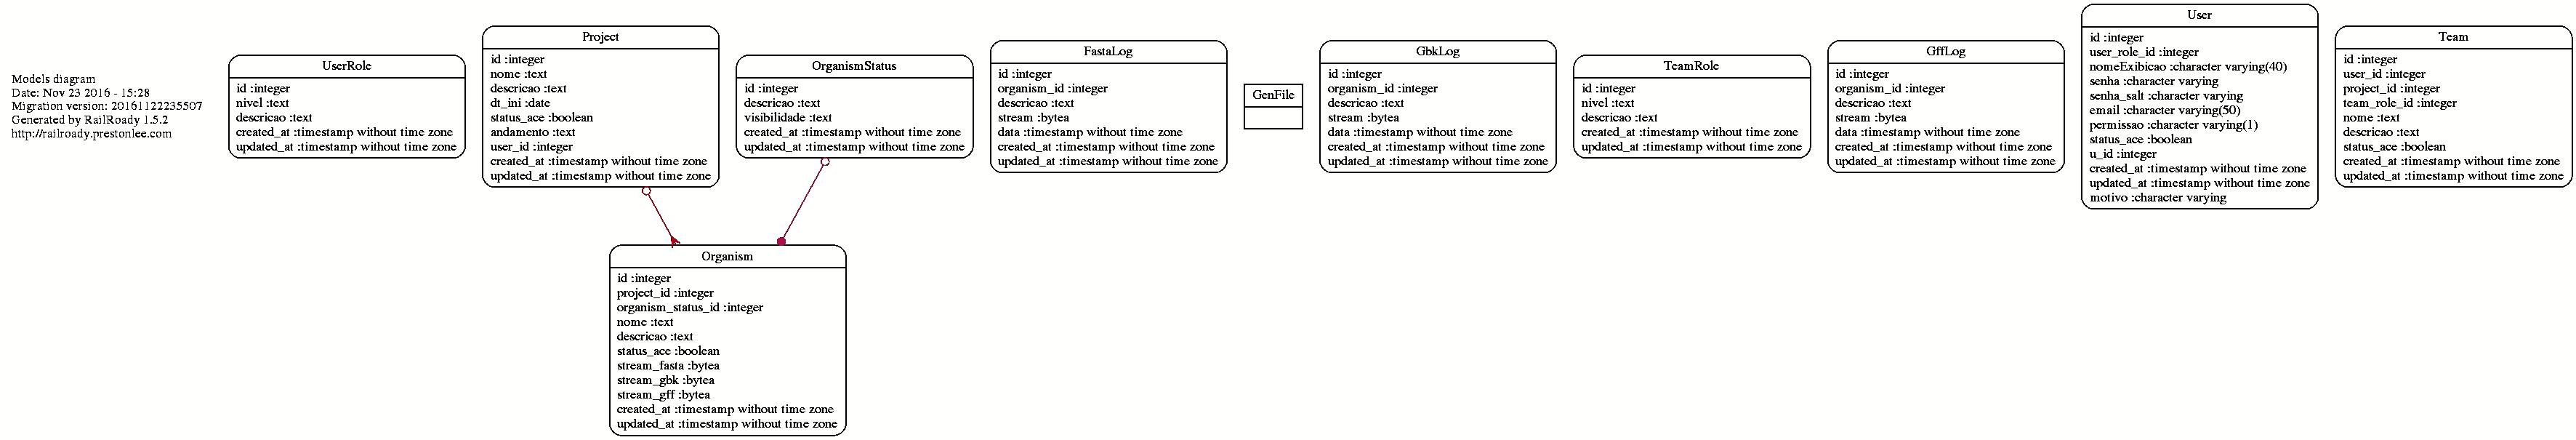 Models diagram
Date: Nov 23 2016 - 15:28
Migration version: 20161122235507
Generated by RailRoady 1.5.2
http://railroady.prestonlee.com
UserRole
id :integer
nivel :text
descricao :text
created_at :timestamp without time zone
updated_at :timestamp without time zone
Project
id :integer
nome :text
descricao :text
dt_ini :date
status_ace :boolean
andamento :text
user_id :integer
created_at :timestamp without time zone
updated_at :timestamp without time zone
OrganismStatus
id :integer
descricao :text
visibilidade :text
created_at :timestamp without time zone
updated_at :timestamp without time zone
FastaLog
id :integer
organism_id :integer
descricao :text
stream :bytea
data :timestamp without time zone
created_at :timestamp without time zone
updated_at :timestamp without time zone
GenFile
GbkLog
id :integer
organism_id :integer
descricao :text
stream :bytea
data :timestamp without time zone
created_at :timestamp without time zone
updated_at :timestamp without time zone
TeamRole
id :integer
nivel :text
descricao :text
created_at :timestamp without time zone
updated_at :timestamp without time zone
GffLog
id :integer
organism_id :integer
descricao :text
stream :bytea
data :timestamp without time zone
created_at :timestamp without time zone
updated_at :timestamp without time zone
User
id :integer
user_role_id :integer
nomeExibicao :character varying(40)
senha :character varying
senha_salt :character varying
email :character varying(50)
permissao :character varying(1)
status_ace :boolean
u_id :integer
created_at :timestamp without time zone
updated_at :timestamp without time zone
motivo :character varying
Team
id :integer
user_id :integer
project_id :integer
team_role_id :integer
nome :text
descricao :text
status_ace :boolean
created_at :timestamp without time zone
updated_at :timestamp without time zone
Organism
id :integer
project_id :integer
organism_status_id :integer
nome :text
descricao :text
status_ace :boolean
stream_fasta :bytea
stream_gbk :bytea
stream_gff :bytea
created_at :timestamp without time zone
updated_at :timestamp without time zone